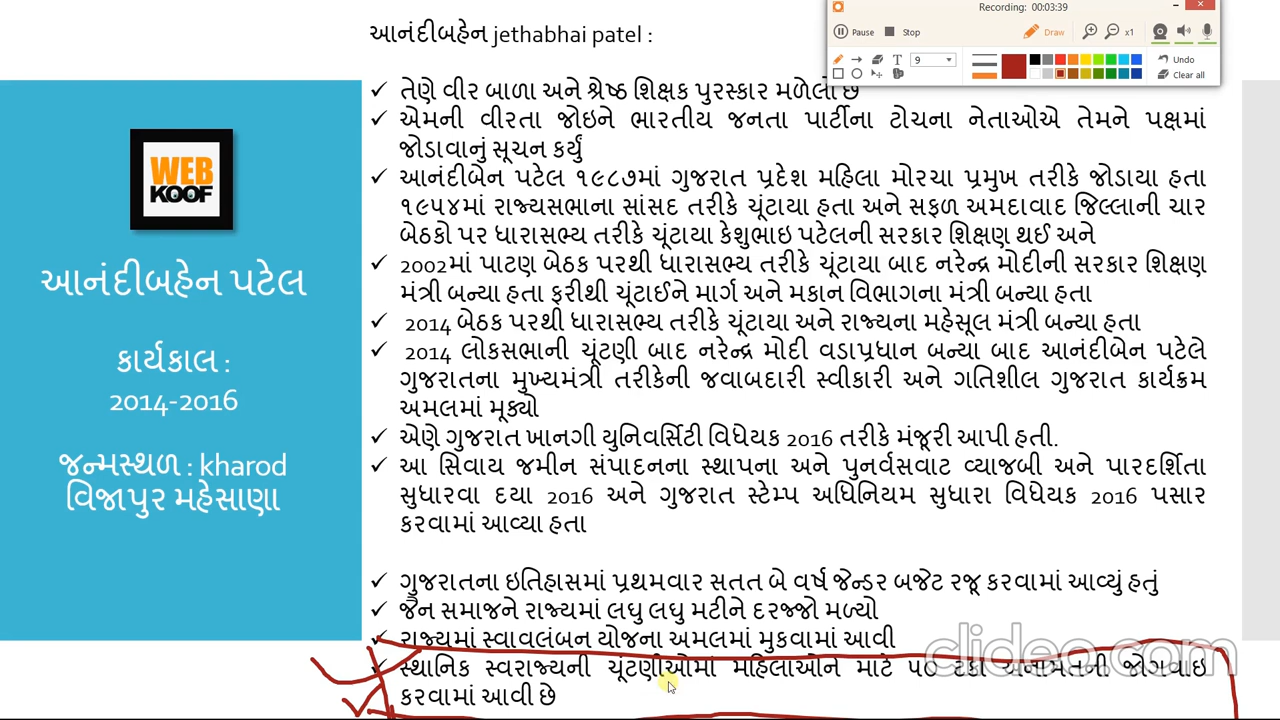 આનંદીબહેન jethabhai patel :
Recording: 00:03:39
Pause Stop Draw x1
T 9 Undo
Clear all
WEB
KOOF
આનંદીબહેન પટેલ
કાર્યકાળ :
2014-2016
જન્મસ્થળ : kharod
વિજાપુર મહેસાણા
✓ તેણે વીર બાળા અને શ્રેષ્ઠ શિક્ષક પુરસ્કાર મળેલો છે
✓ એમની વીરતા જોઇને ભારતીય જનતા પાર્ટીના ટોચના નેતાઓએ તેમને પક્ષમાં
જોડાવાનું સૂચન કર્યું
✓ આનંદીબેન પટેલ ૧૯૮૭માં ગુજરાત પ્રદેશ મહિલા મોરચા પ્રમુખ તરીકે જોડાયા હતા
૧૯૫૪માં રાજ્યસભાના સાંસદ તરીકે ચૂંટાયા હતા અને સફળ અમદાવાદ જિલ્લાની ચાર
બેઠકો પર ધારાસભ્ય તરીકે ચૂંટાયા કેશુભાઇ પટેલની સરકાર શિક્ષણ થઈ અને
✓ 2002માં પાટણ બેઠક પરથી ધારાસભ્ય તરીકે ચૂંટાયા બાદ નરેન્દ્ર મોદીની સરકાર શિક્ષણ
મંત્રી બન્યા હતા ફરીથી ચૂંટાઈને માર્ગ અને મકાન વિભાગના મંત્રી બન્યા હતા
✓ 2014 બેઠક પરથી ધારાસભ્ય તરીકે ચૂંટાયા અને રાજ્યના મહેસૂલ મંત્રી બન્યા હતા
✓ 2014 લોકસભાની ચૂંટણી બાદ નરેન્દ્ર મોદી વડાપ્રધાન બન્યા બાદ આનંદીબેન પટેલે
ગુજરાતના મુખ્યમંત્રી તરીકેની જવાબદારી સ્વીકારી અને ગતિશીલ ગુજરાત કાર્યક્રમ
અમલમાં મૂક્યો
✓ એણે ગુજરાત ખાનગી યુનિવર્સિટી વિધેયક 2016 તરીકે મંજૂરી આપી હતી.
✓ આ સિવાય જમીન સંપાદનના સ્થાપના અને પુનર્વસવાટ વ્યાજબી અને પારદર્શિતા
સુધારવા દયા 2016 અને ગુજરાત સ્ટેમ્પ અધિનિયમ સુધારા વિધેયક 2016 પસાર
કરવામાં આવ્યા હતા
✓ ગુજરાતના ઇતિહાસમાં પ્રથમવાર સતત બે વર્ષ જેન્ડર બજેટ રજૂ કરવામાં આવ્યું હતું
✓ જૈન સમાજને રાજ્યમાં લઘુ લઘુ મટીને દરજ્જો મળ્યો
✓ રાજ્યમાં સ્વાવલંબન યોજના અમલમાં મુકવામાં આવી
✓ સ્થાનિક સ્વરાજ્યની ચૂંટણીઓમાં મહિલાઓને માટે ૫૦ ટકા અનામતની જોગવાઇ
કરવામાં આવી છે
clideo.com